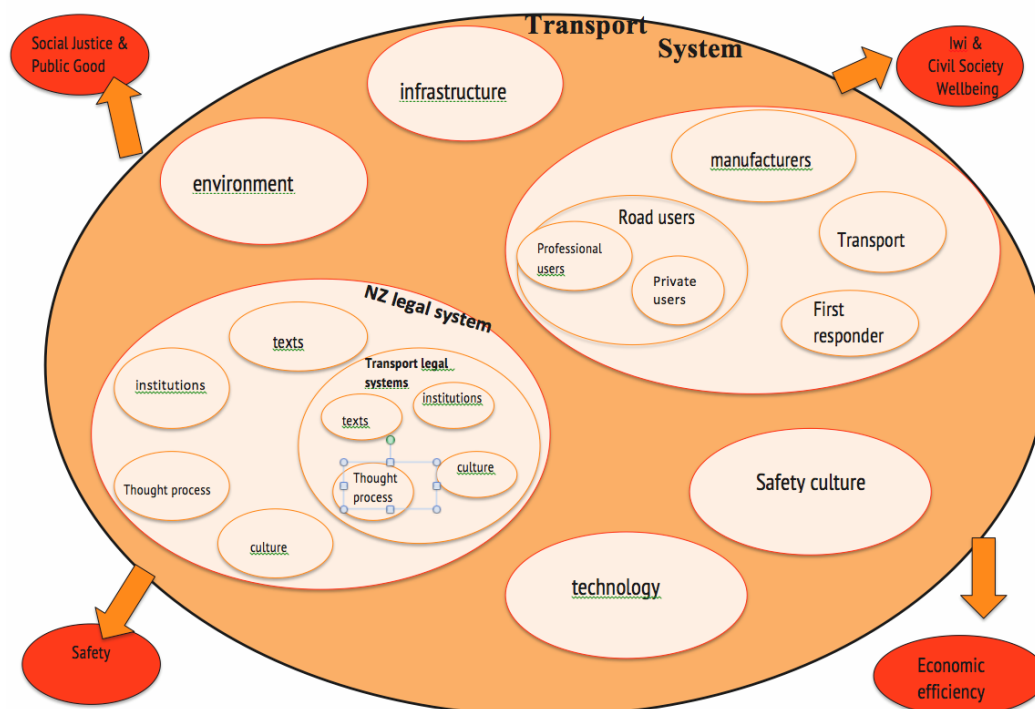 Transport
System
Social Justice &
Public Good
Iwi &
Civil Society
Wellbeing
infrastructure
environment
manufacturers
Road users
Professional
users
Private
users
Transport
First
responder
NZ legal system
texts
institutions
Thought process
culture
Transport legal
systems
texts
institutions
Thought
process
culture
Safety culture
technology
Safety
Economic
efficiency